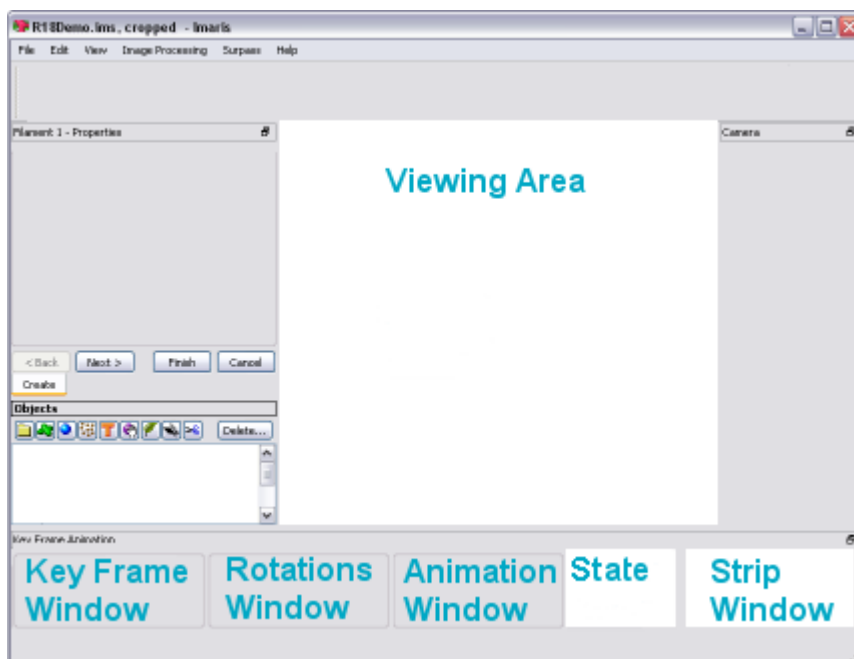 R18Demo.ims, cropped - Imaris
File Edit View Image Processing Surpass Help
Filament 1 - Properties
Camera
Viewing Area
< Back Next > Finish Cancel
Create
Objects
Delete...
Key Frame Animation
Key Frame Window
Rotations Window
Animation Window
State
Strip Window